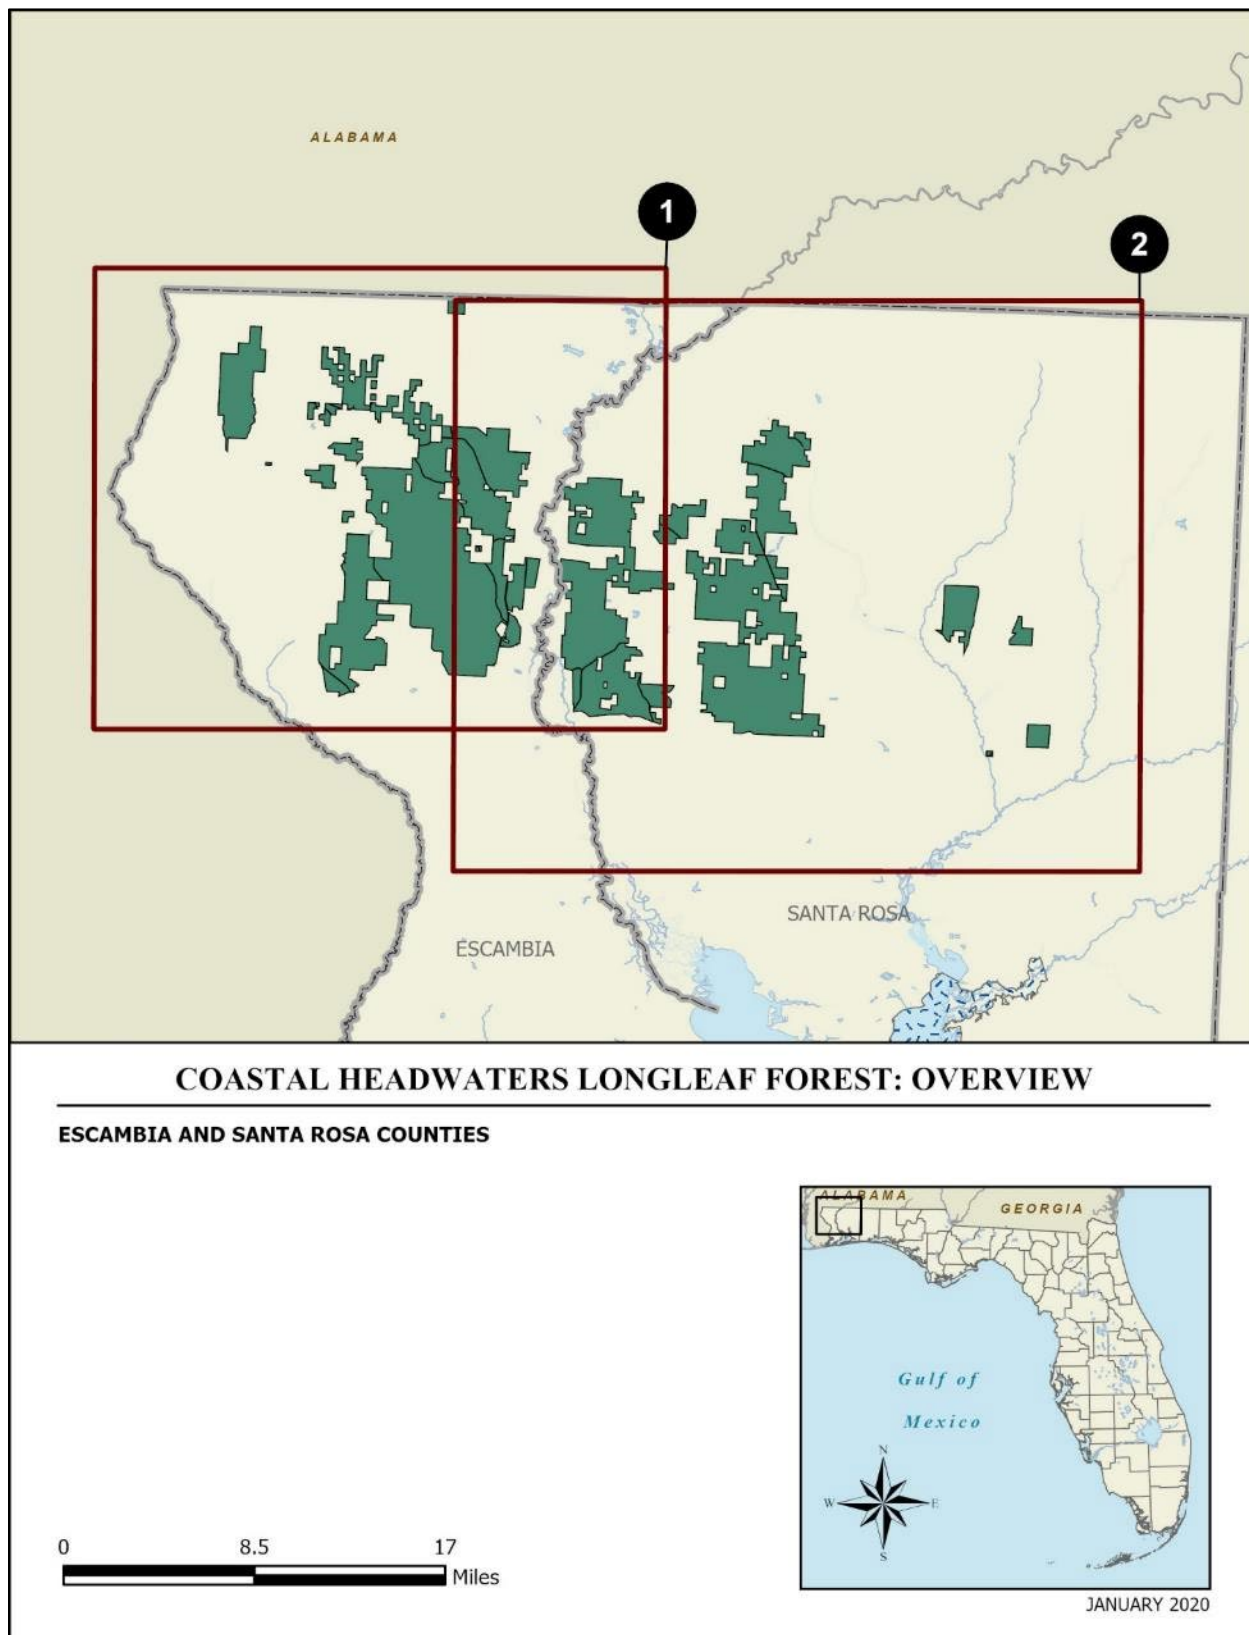 ALABAMA
1
2
SANTA ROSA
ESCAMBIA
COASTAL HEADWATERS LONGLEAF FOREST: OVERVIEW
ESCAMBIA AND SANTA ROSA COUNTIES
ALABAMA
GEORGIA
Gulf of
Mexico
N
W E
S
0 8.5 17
Miles
JANUARY 2020